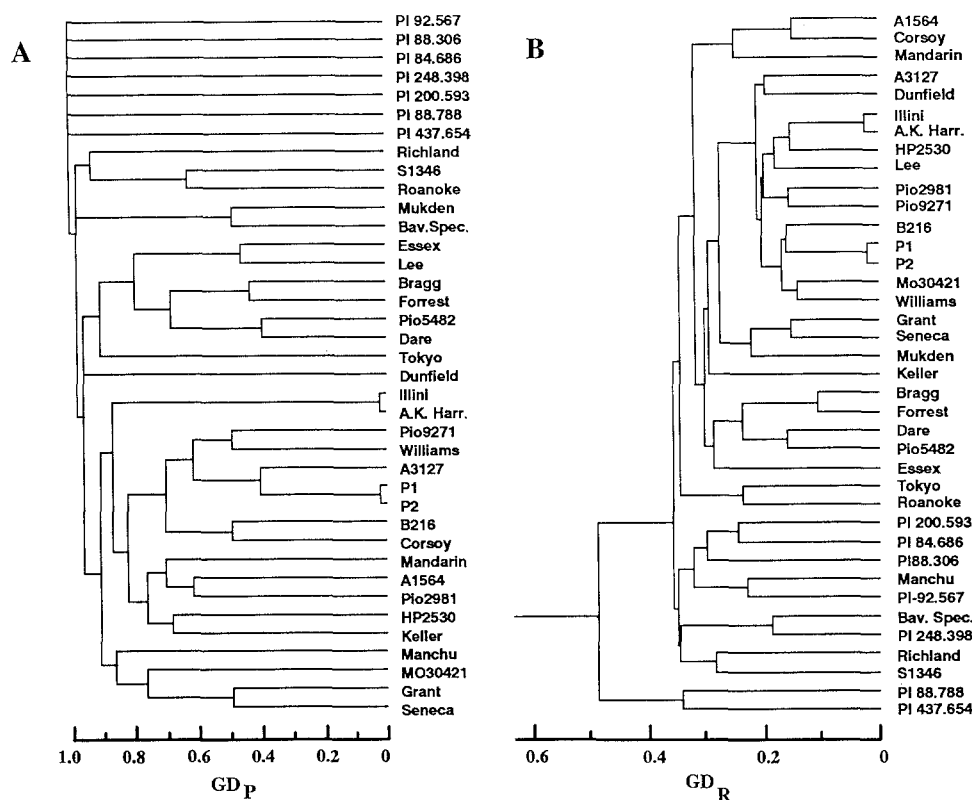 A
PI 92.567
PI 88.306
PI 84.686
PI 248.398
PI 200.593
PI 88.788
PI 437.654
Richland
S1346
Roanoke
Mukden
Bav.Spec.
Essex
Lee
Bragg
Forrest
Pio5482
Dare
Tokyo
Dunfield
Illini
A.K. Harr.
Pio9271
Williams
A3127
P1
P2
B216
Corsoy
Mandarin
A1564
Pio2981
HP2530
Keller
Manchu
MO30421
Grant
Seneca
1.0 0.8 0.6 0.4 0.2 0
GD P
B
A1564
Corsoy
Mandarin
A3127
Dunfield
Illini
A.K. Harr.
HP2530
Lee
Pio2981
Pio9271
B216
P1
P2
Mo30421
Williams
Grant
Seneca
Mukden
Keller
Bragg
Forrest
Dare
Pio5482
Essex
Tokyo
Roanoke
PI 200.593
PI 84.686
PI88.306
Manchu
PI-92.567
Bav. Spec.
PI 248.398
Richland
S1346
PI 88.788
PI 437.654
0.6 0.4 0.2 0
GD R